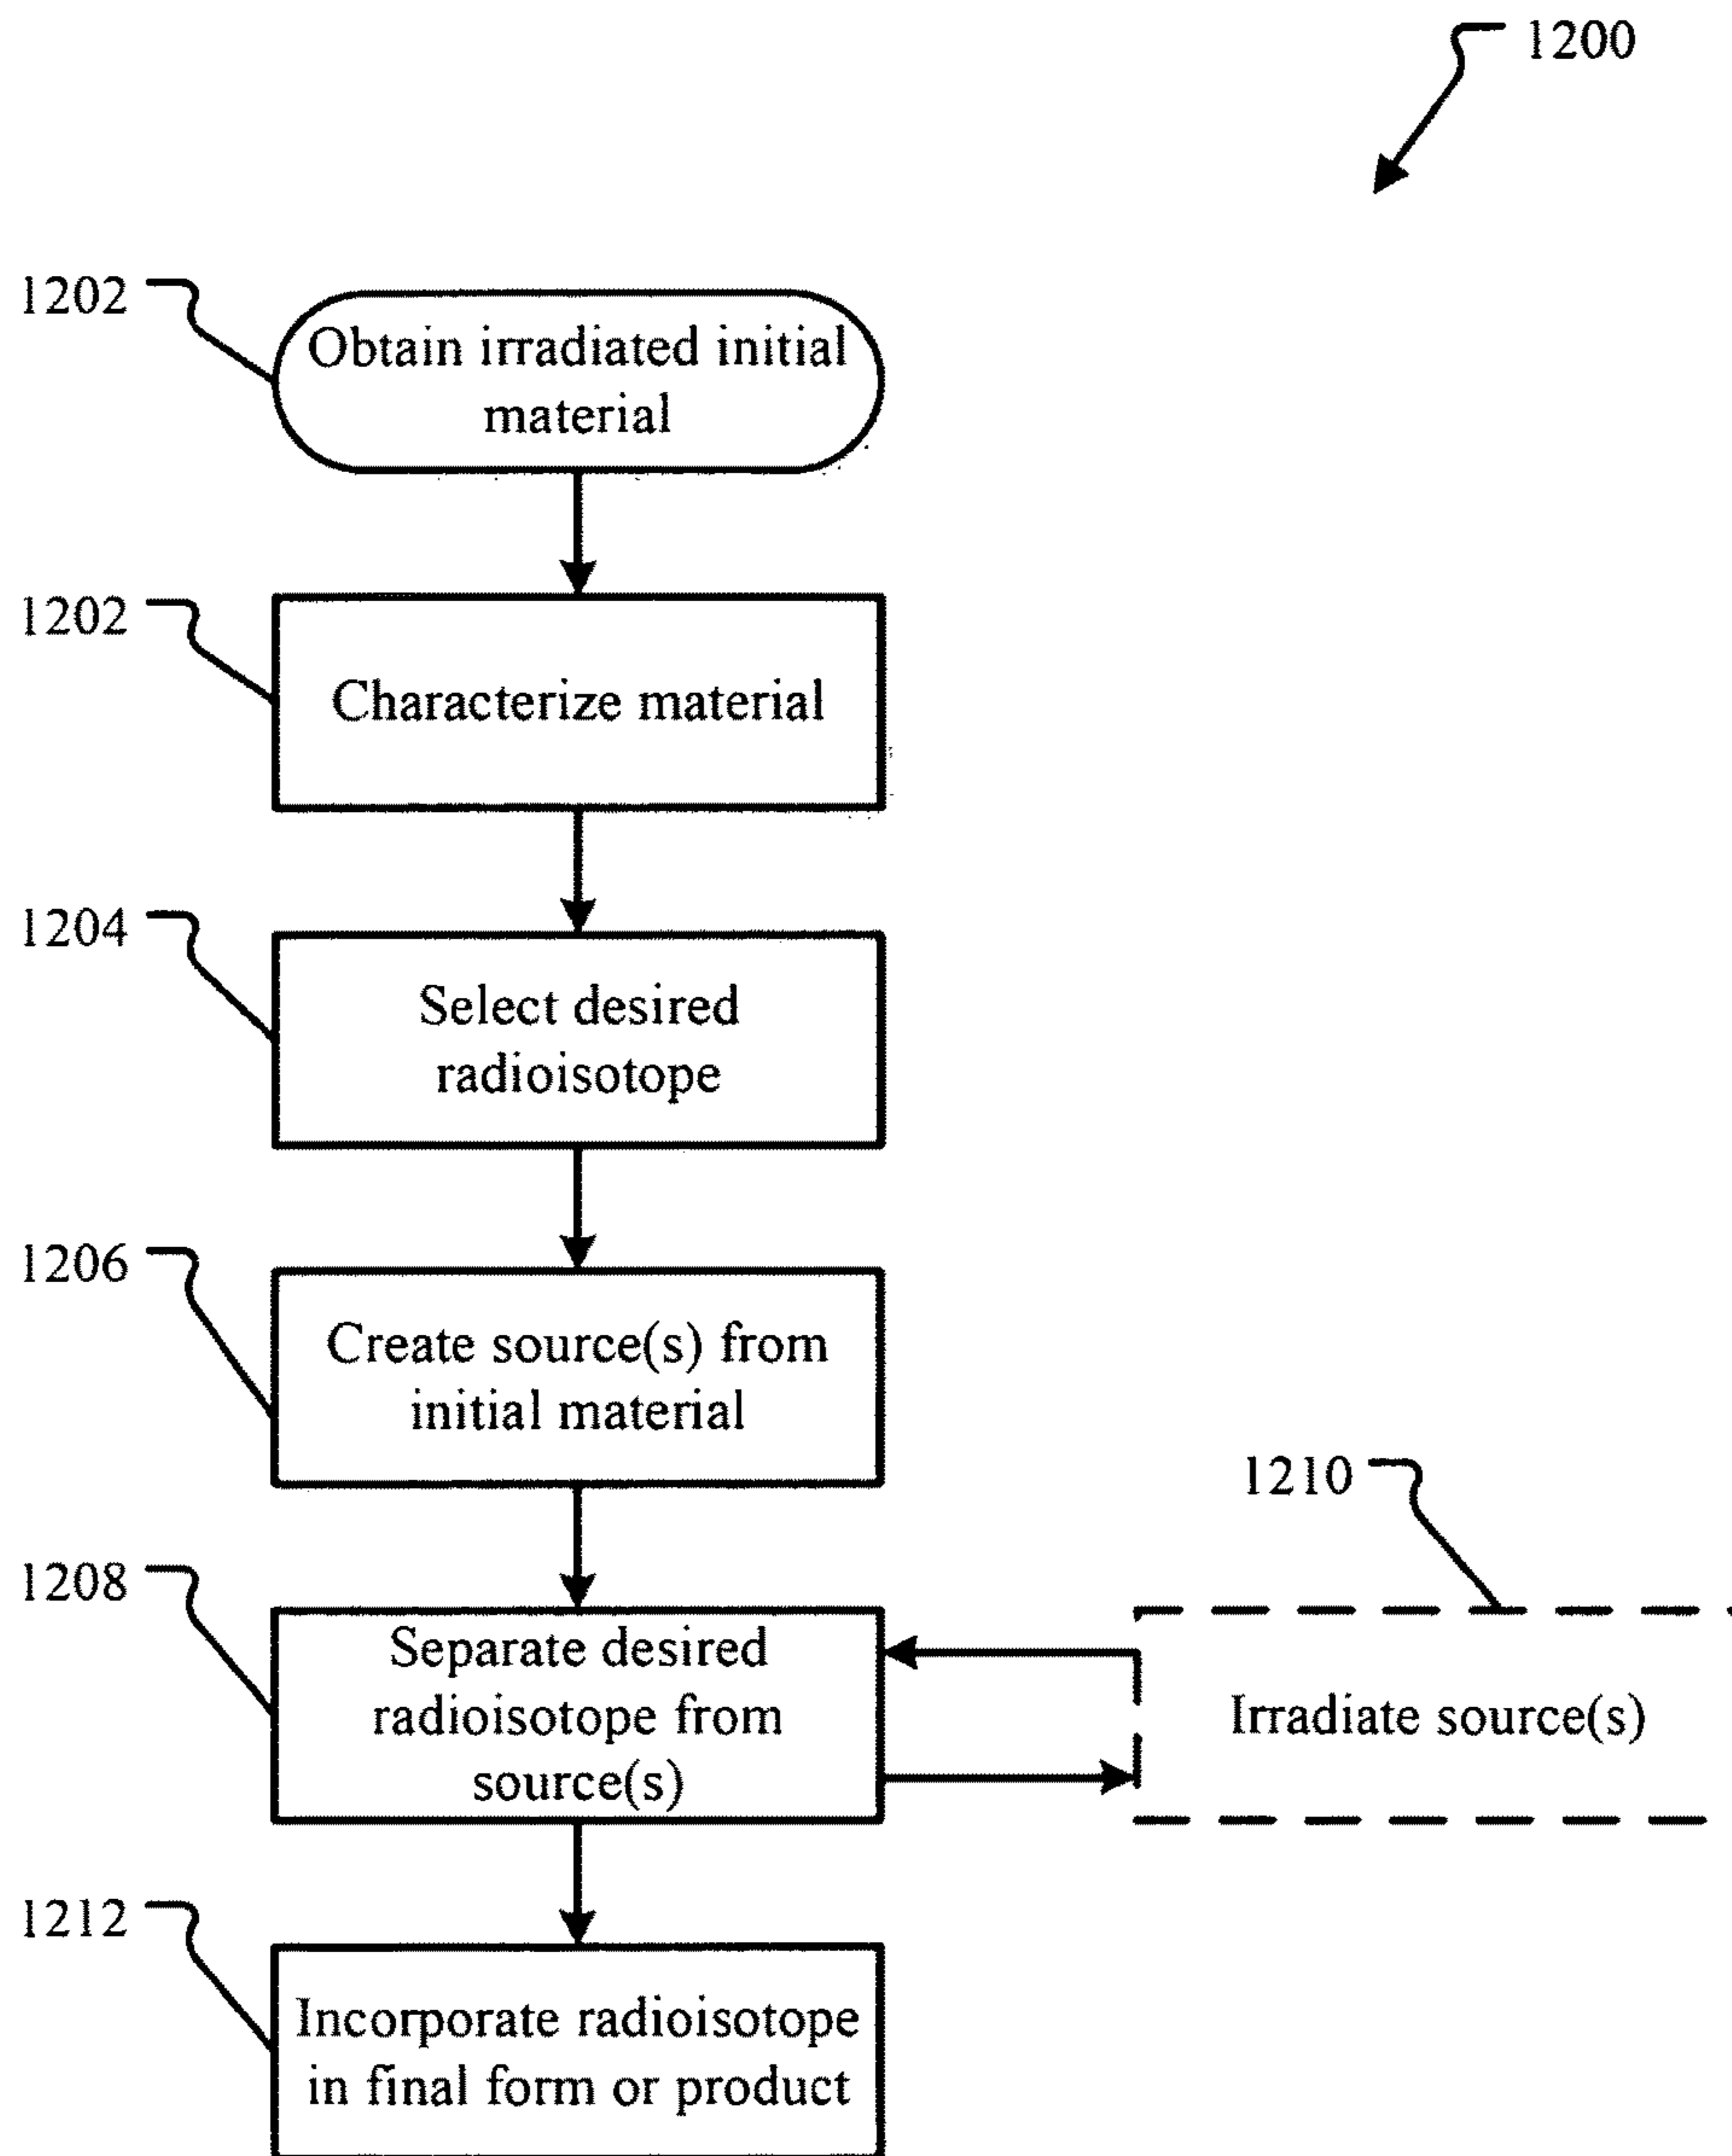 1200
1202
Obtain irradiated initial
material
1202
Characterize material
1204
Select desired
radioisotope
1206
Create source(s) from
initial material
1208
Separate desired
radioisotope from
source(s)
1210
Irradiate source(s)
1212
Incorporate radioisotope
in final form or product